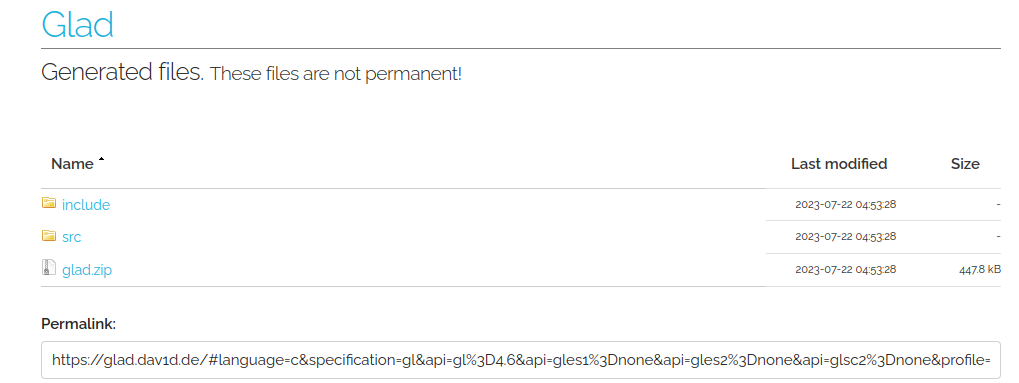 Glad
Generated files. These files are not permanent!
Name Last modified Size
include 2023-07-22 04:53:28 -
src 2023-07-22 04:53:28 -
glad.zip 2023-07-22 04:53:28 447.8 kB
Permalink:
https://glad.dav1d.de/#language=c&specification=gl&api=gl%3D4.6&api=gles1%3Dnone&api=gles2%3Dnone&api=glsc2%3Dnone&profile=